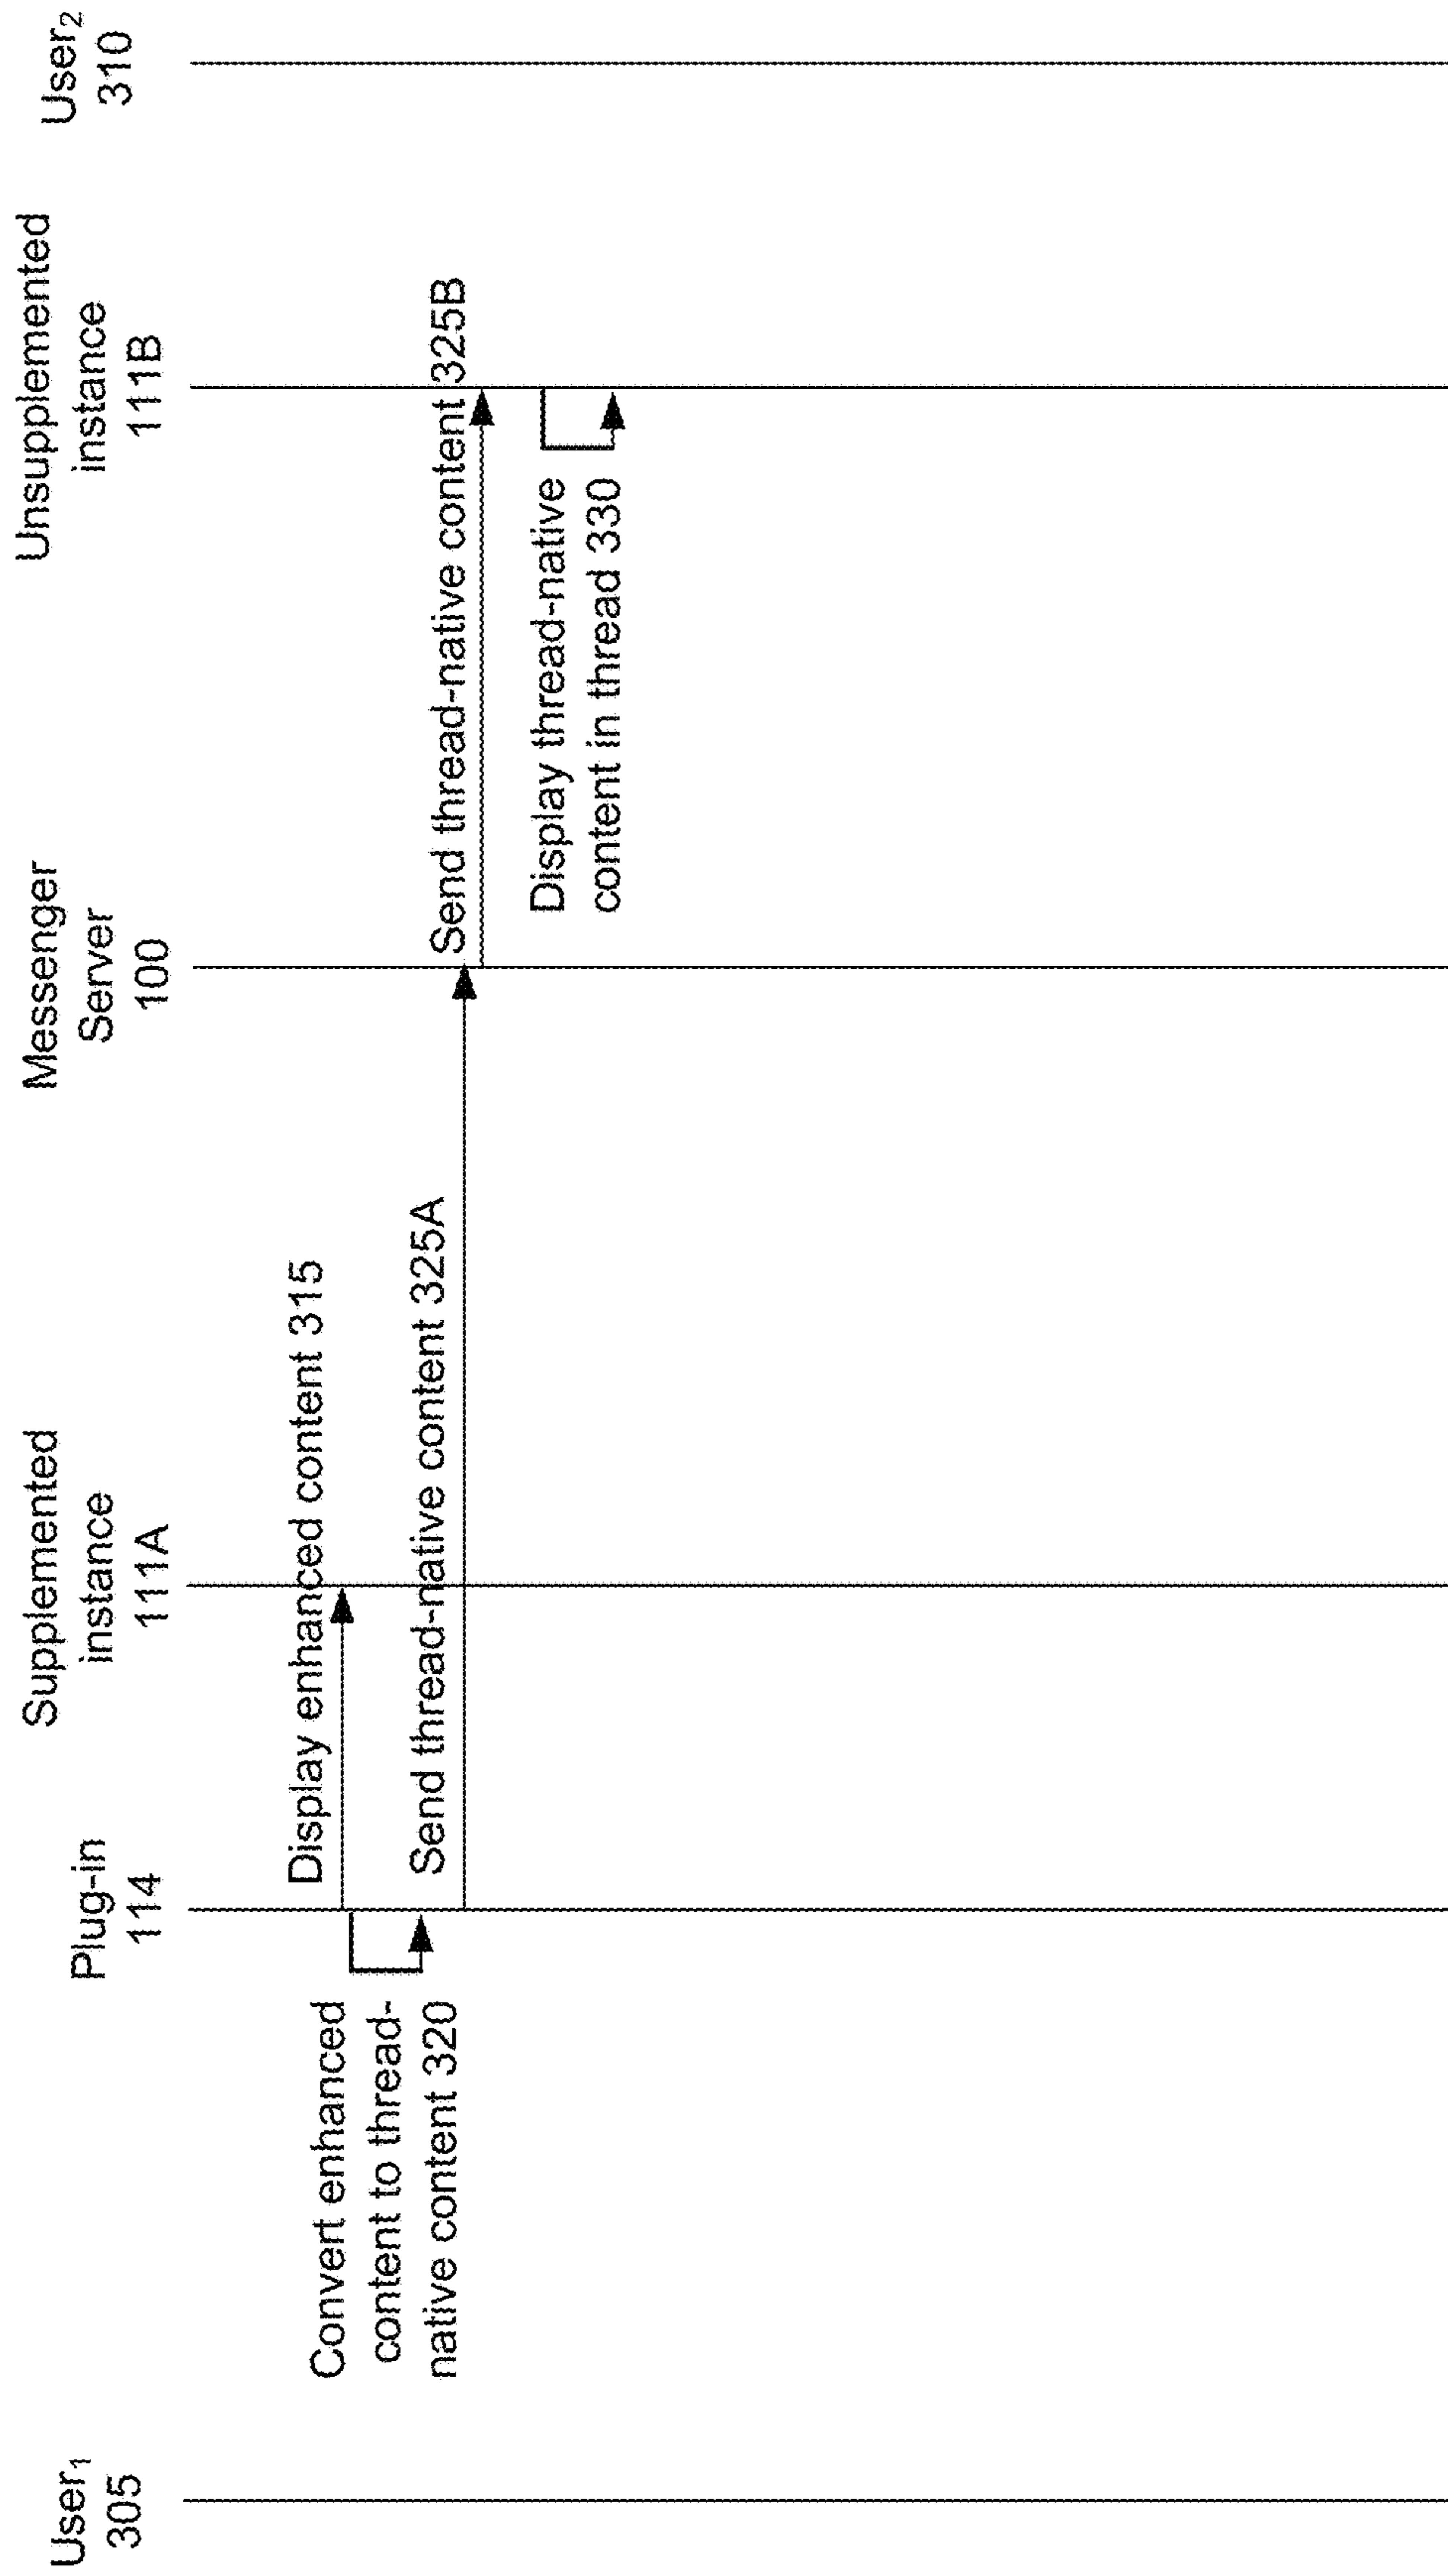 User₁
305
Plug-in
114
Supplemented
instance
111A
Messenger
Server
100
Unsupplemented
instance
111B
User₂
310
Display enhanced content 315
Convert enhanced
content to thread-
native content 320
Send thread-native content 325A
Send thread-native content 325B
Display thread-native
content in thread 330